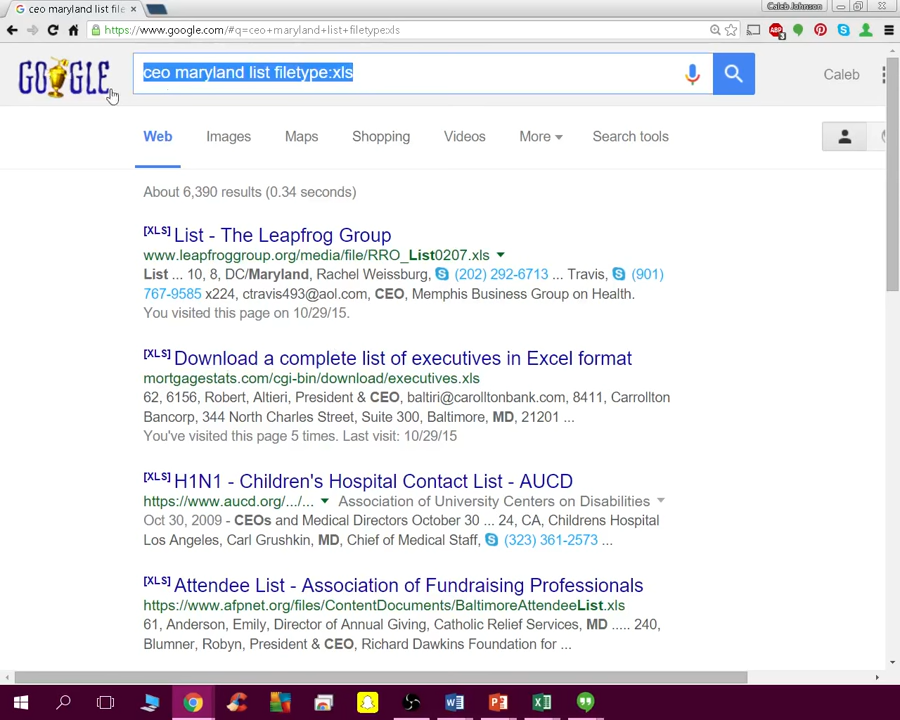 ceo maryland list file
Caleb Johnson
https://www.google.com/#q=ceo+maryland+list+filetype:xls
GOOGLE
ceo maryland list filetype:xls
Caleb
Web
Images
Maps
Shopping
Videos
More
Search tools
About 6,390 results (0.34 seconds)
[XLS] List - The Leapfrog Group
www.leapfroggroup.org/media/file/RRO_List0207.xls
List ... 10, 8, DC/Maryland, Rachel Weissburg, (202) 292-6713 ... Travis, (901)
767-9585 x224, ctravis493@aol.com, CEO, Memphis Business Group on Health.
You visited this page on 10/29/15.
[XLS] Download a complete list of executives in Excel format
mortgagestats.com/cgi-bin/download/executives.xls
62, 6156, Robert, Altieri, President & CEO, baltiri@carolltonbank.com, 8411, Carrollton
Bancorp, 344 North Charles Street, Suite 300, Baltimore, MD, 21201 ...
You've visited this page 5 times. Last visit: 10/29/15
[XLS] H1N1 - Children's Hospital Contact List - AUCD
https://www.aucd.org/.../... Association of University Centers on Disabilities
Oct 30, 2009 - CEOs and Medical Directors October 30 ... 24, CA, Childrens Hospital
Los Angeles, Carl Grushkin, MD, Chief of Medical Staff, (323) 361-2573 ...
[XLS] Attendee List - Association of Fundraising Professionals
https://www.afpnet.org/files/ContentDocuments/BaltimoreAttendeeList.xls
61, Anderson, Emily, Director of Annual Giving, Catholic Relief Services, MD ..... 240,
Blumner, Robyn, President & CEO, Richard Dawkins Foundation for ...